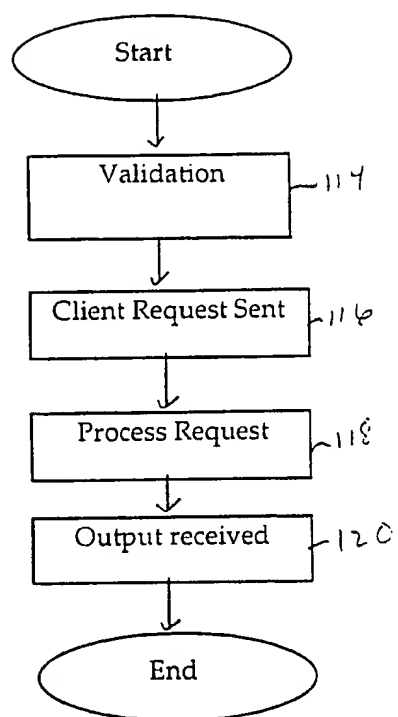 Start
Validation
114
Client Request Sent
116
Process Request
118
Output received
120
End